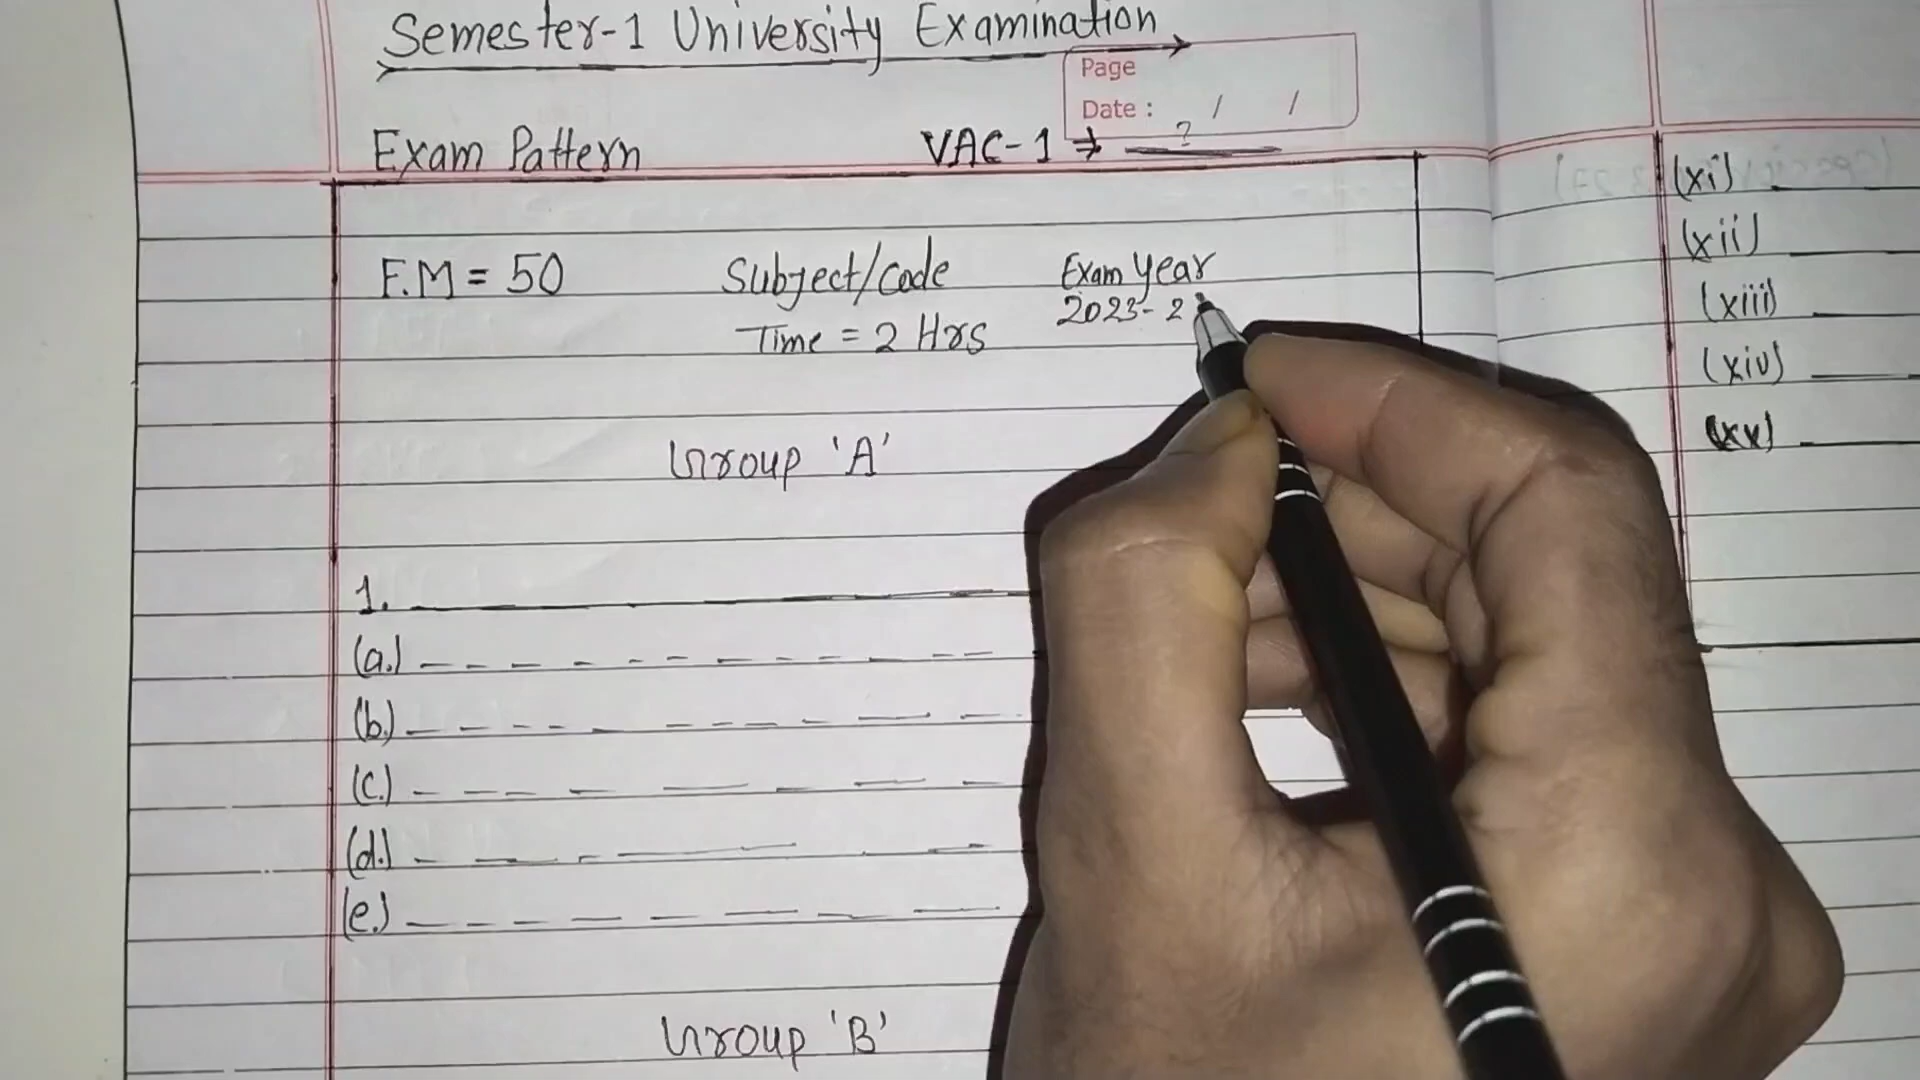 Semester-1 University Examination
Page
Date : / /
Exam Pattern VAC-1 → ?
F.M = 50 Subject/Code Exam year
2023- 2
Time = 2 Hrs
Group 'A'
1.
(a.)
(b.)
(c.)
(d.)
(e.)
Group 'B'
(xi)
(xii)
(xiii)
(xiv)
(xv)